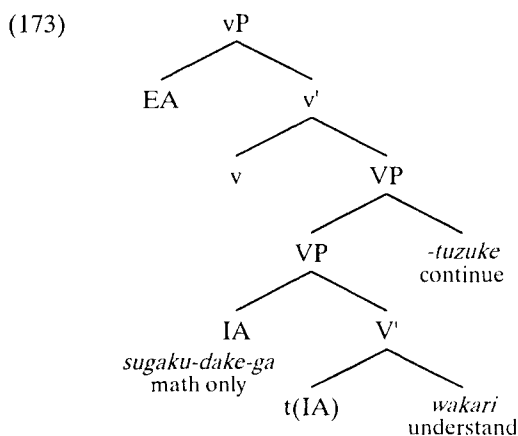 (173) vP
EA v'
v VP
VP -tuzuke
continue
IA V'
sugaku-dake-ga
math only
t(IA) wakari
understand